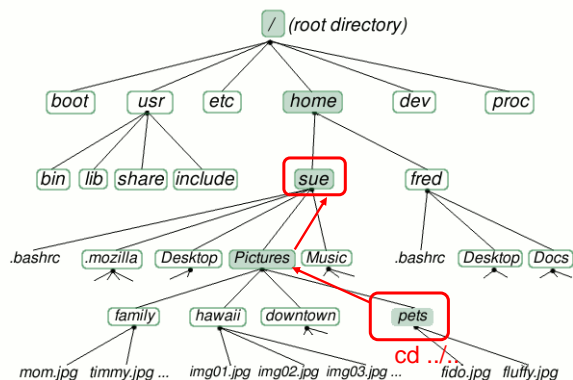 / (root directory)
boot usr etc home dev proc
bin lib share include sue fred
.bashrc .mozilla Desktop Pictures Music .bashrc Desktop Docs
family hawaii downtown pets
cd ../..
mom.jpg timmy.jpg ... img01.jpg img02.jpg img03.jpg ... fido.jpg fluffy.jpg